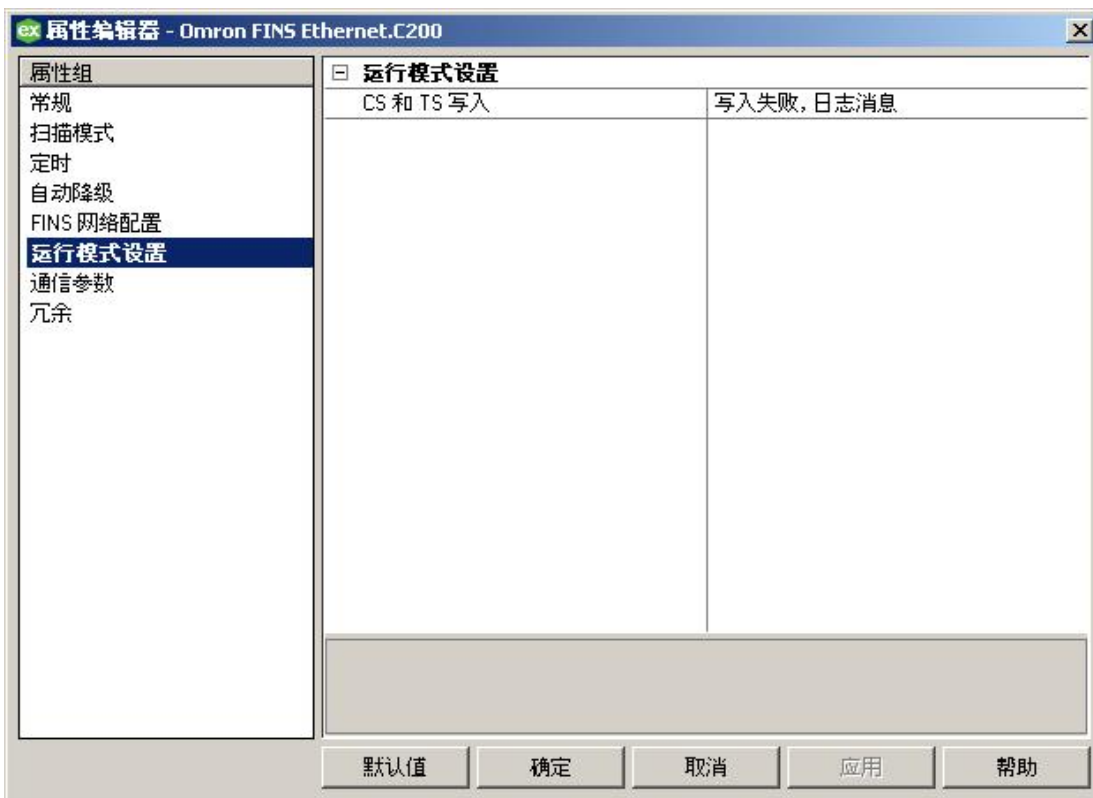 ex 属性编辑器 - Omron FINS Ethernet.C200
属性组
常规
扫描模式
定时
自动降级
FINS 网络配置
运行模式设置
通信参数
冗余
运行模式设置
CS 和 TS 写入 写入失败, 日志消息
默认值 确定 取消 应用 帮助